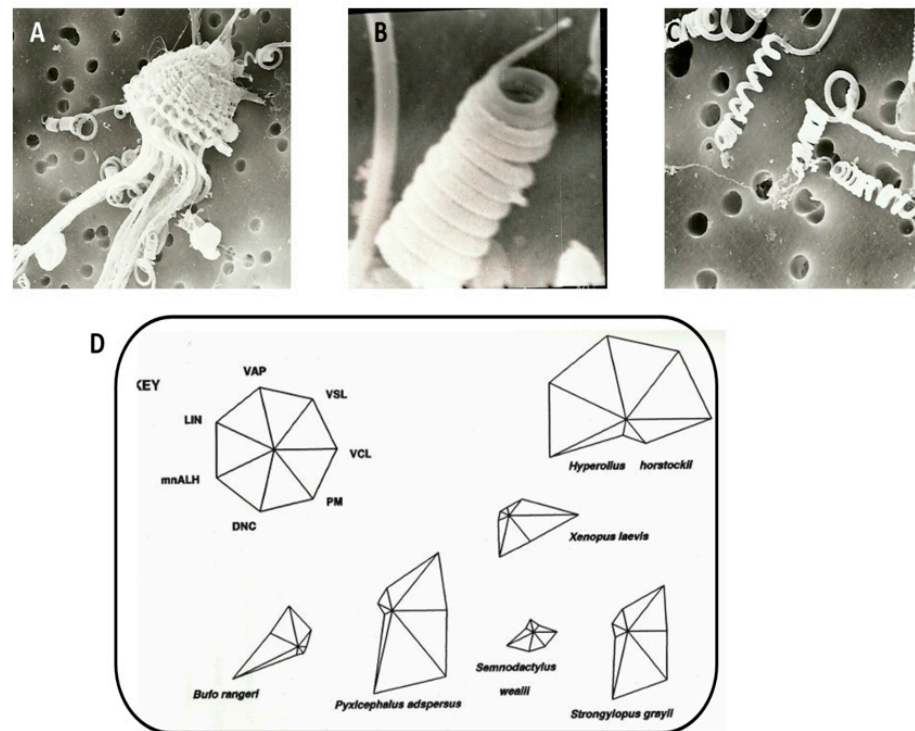 A
B
C
D
KEY
VAP
VSL
LIN
VCL
mnALH
PM
DNC
Hyperolius horstockii
Xenopus laevis
Bufo rangeri
Pyxicephalus adspersus
Semnodactylus
wealii
Strongylopus grayii